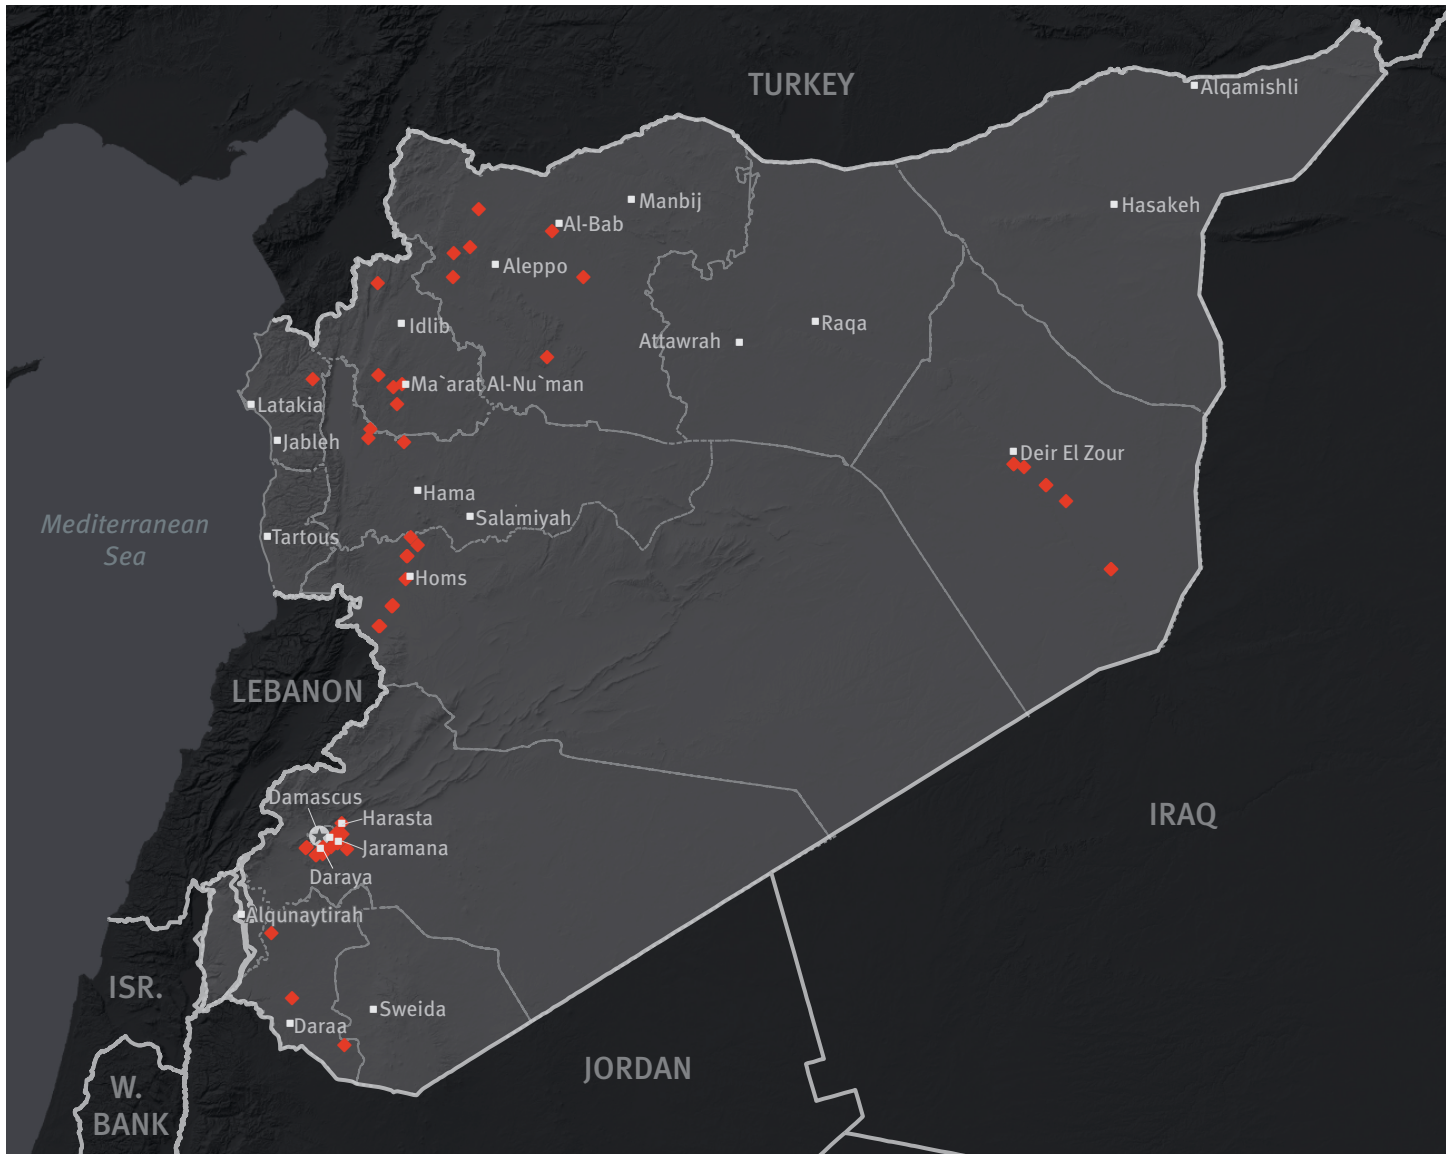 TURKEY
Alqamishli
Manbij
Hasakeh
Al-Bab
Aleppo
Idlib
Raqa
Attawrah
Ma`arat Al-Nu`man
Latakia
Jableh
Deir El Zour
Hama
Salamiyah
Mediterranean
Sea
Tartous
Homs
LEBANON
Damascus
Harasta
IRAQ
Jaramana
Daraya
Alqunaytirah
ISR.
Sweida
Daraa
JORDAN
W.
BANK